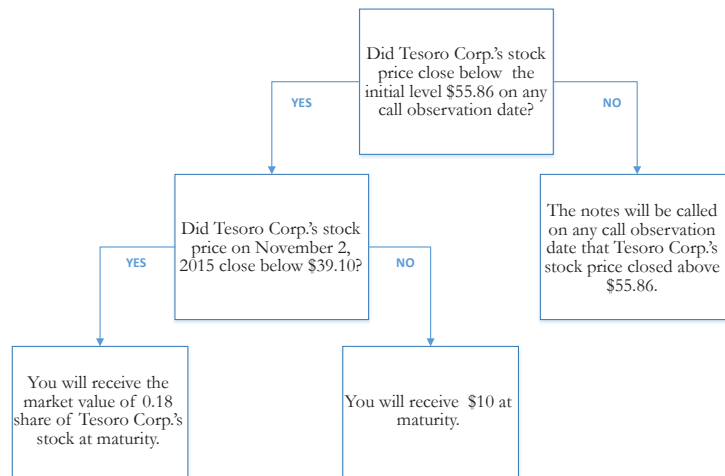 Did Tesoro Corp.'s stock
price close below the
initial level $55.86 on any
call observation date?
YES
NO
Did Tesoro Corp.'s stock
price on November 2,
2015 close below $39.10?
The notes will be called
on any call observation
date that Tesoro Corp.'s
stock price closed above
$55.86.
YES
NO
You will receive the
market value of 0.18
share of Tesoro Corp.'s
stock at maturity.
You will receive $10 at
maturity.